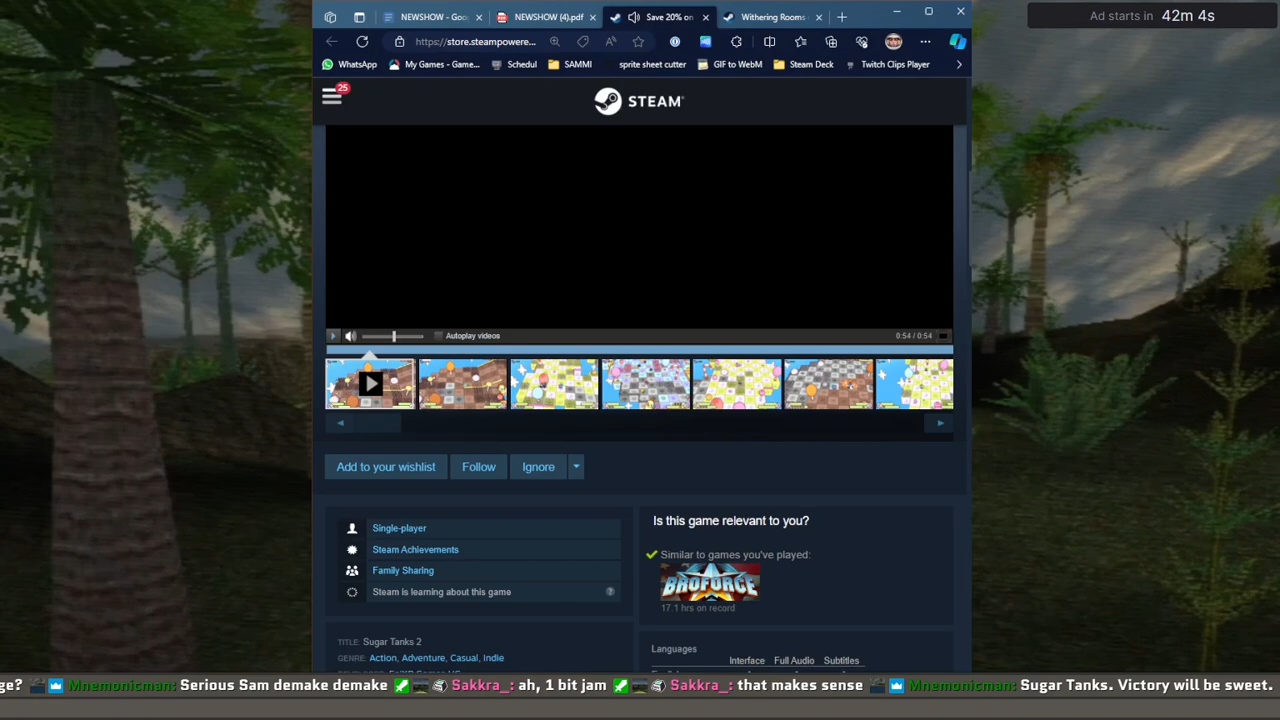 NEWSHOW - Goo
NEWSHOW (4).pdf
Save 20% on
Withering Rooms
Ad starts in 42m 4s
https://store.steampowere...
WhatsApp
My Games - Game...
Schedul
SAMMI
sprite sheet cutter
GIF to WebM
Steam Deck
Twitch Clips Player
25
STEAM
Autoplay videos
0:54 / 0:54
Add to your wishlist
Follow
Ignore
Single-player
Steam Achievements
Family Sharing
Steam is learning about this game
?
Is this game relevant to you?
Similar to games you've played:
BROFORCE
17.1 hrs on record
TITLE: Sugar Tanks 2
GENRE: Action, Adventure, Casual, Indie
Languages
Interface Full Audio Subtitles
ge? Mnemonicman: Serious Sam demake demake Sakkra_: ah, 1 bit jam Sakkra_: that makes sense Mnemonicman: Sugar Tanks. Victory will be sweet.